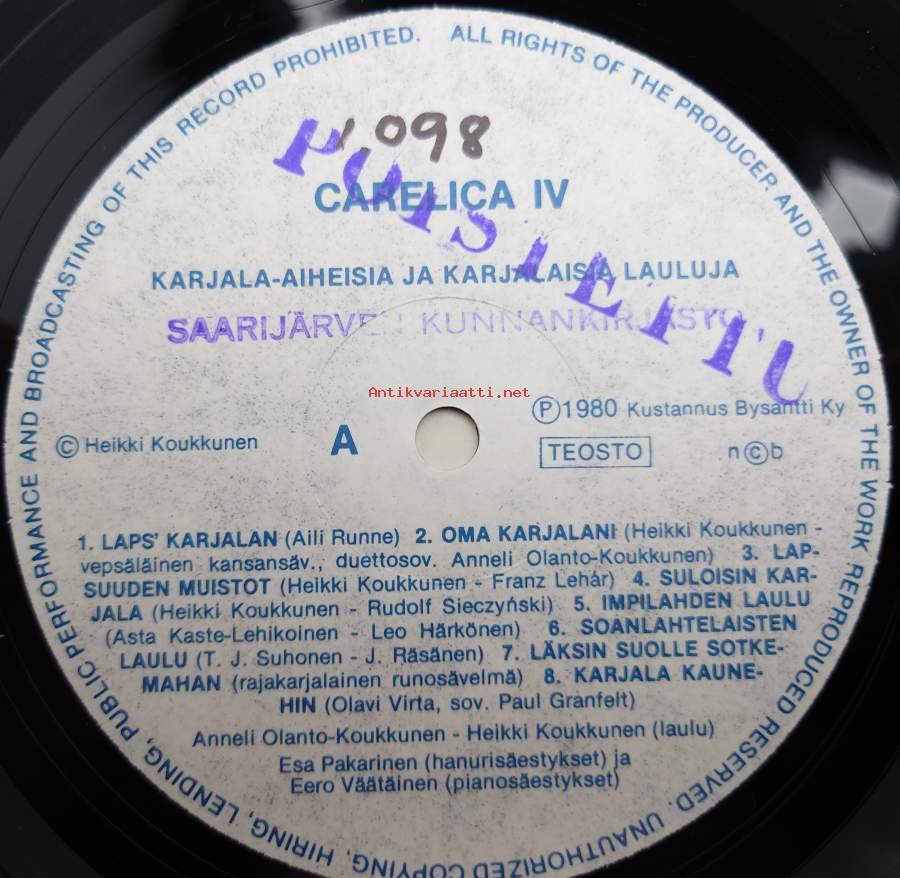 ALL RIGHTS OF THE PRODUCER AND THE OWNER OF THE WORK REPRODUCED RESERVED. UNAUTHORIZED COPYING, HIRING, LENDING, PUBLIC PERFORMANCE AND BROADCASTING OF THIS RECORD PROHIBITED.
1.098
POISTETTU
CARELICA IV
KARJALA-AIHEISIA JA KARJALAISIA LAULUJA
SAARIJÄRVEN KUNNANKIRJASTO
Antikvariaatti.net
Ⓟ1980 Kustannus Bysantti Ky
© Heikki Koukkunen A TEOSTO n©b
1. LAPS' KARJALAN (Aili Runne) 2. OMA KARJALANI (Heikki Koukkunen -
vepsäläinen kansansäv., duettosov. Anneli Olanto-Koukkunen) 3. LAP-
SUUDEN MUISTOT (Heikki Koukkunen - Franz Lehár) 4. SULOISIN KAR-
JALA (Heikki Koukkunen - Rudolf Sieczyński) 5. IMPILAHDEN LAULU
(Asta Kaste-Lehikoinen - Leo Härkönen) 6. SOANLAHTELAISTEN
LAULU (T. J. Suhonen - J. Räsänen) 7. LÄKSIN SUOLLE SOTKE-
MAHAN (rajakarjalainen runosävelmä) 8. KARJALA KAUNE-
HIN (Olavi Virta, sov. Paul Granfelt)
Anneli Olanto-Koukkunen - Heikki Koukkunen (laulu)
Esa Pakarinen (hanurisäestykset) ja
Eero Väätäinen (pianosäestykset)